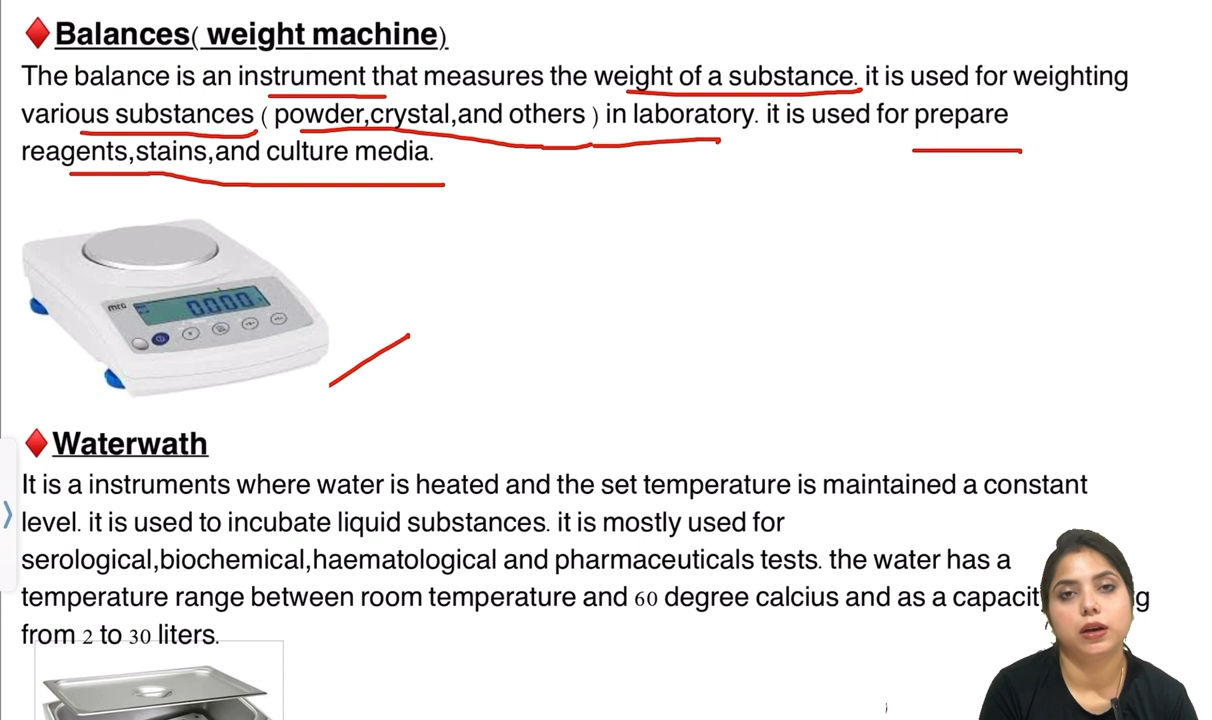 Balances( weight machine)
The balance is an instrument that measures the weight of a substance. it is used for weighting
various substances ( powder,crystal,and others ) in laboratory. it is used for prepare
reagents,stains,and culture media.
mrc
0.000
Waterwath
It is a instruments where water is heated and the set temperature is maintained a constant
level. it is used to incubate liquid substances. it is mostly used for
serological,biochemical,haematological and pharmaceuticals tests. the water has a
temperature range between room temperature and 60 degree calcius and as a
from 2 to 30 liters.